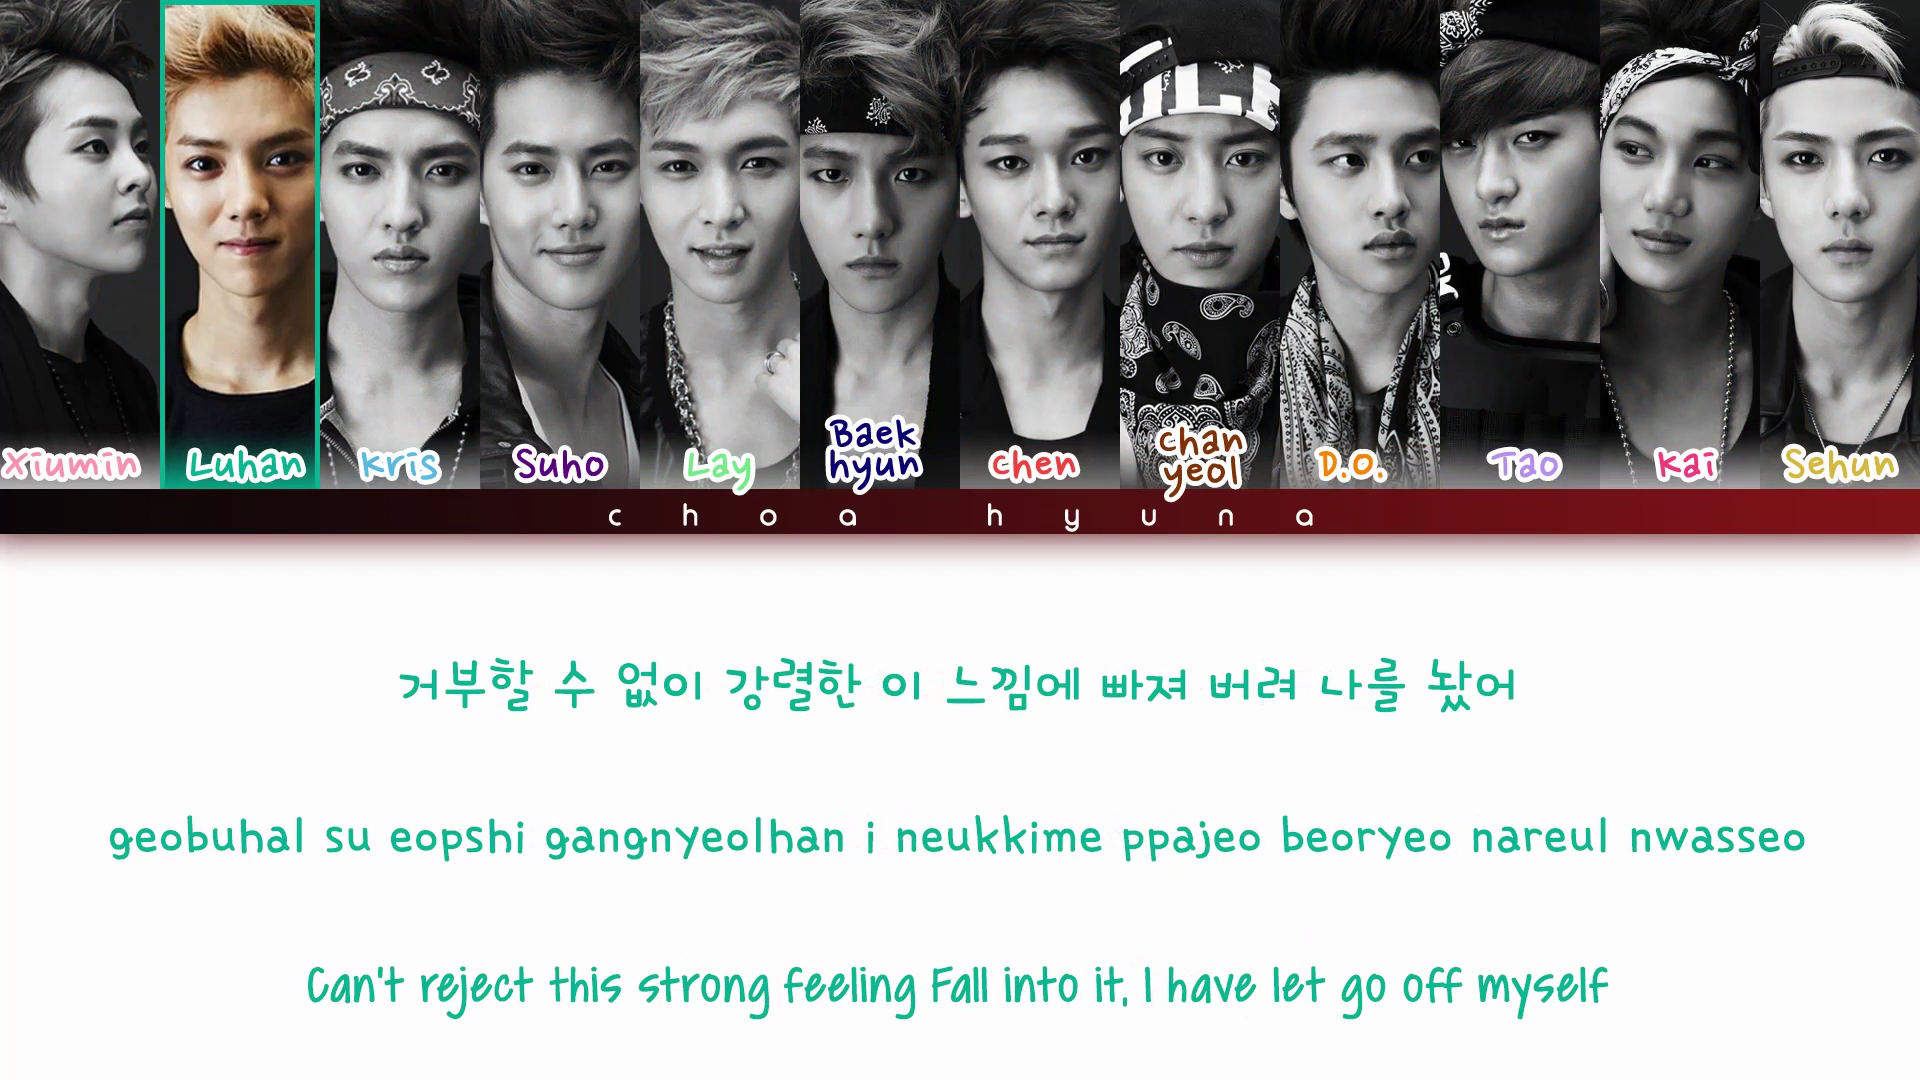 Xiumin
Luhan
Kris
Suho
Lay
Baek
hyun
Chen
chan
yeol
D.O.
Tao
Kai
Sehun
choa hyuna
거부할 수 없이 강렬한 이 느낌에 빠져 버려 나를 놨어
geobuhal su eopshi gangnyeolhan i neukkime ppajeo beoryeo nareul nwasseo
Can't reject this strong feeling Fall into it, I have let go off myself